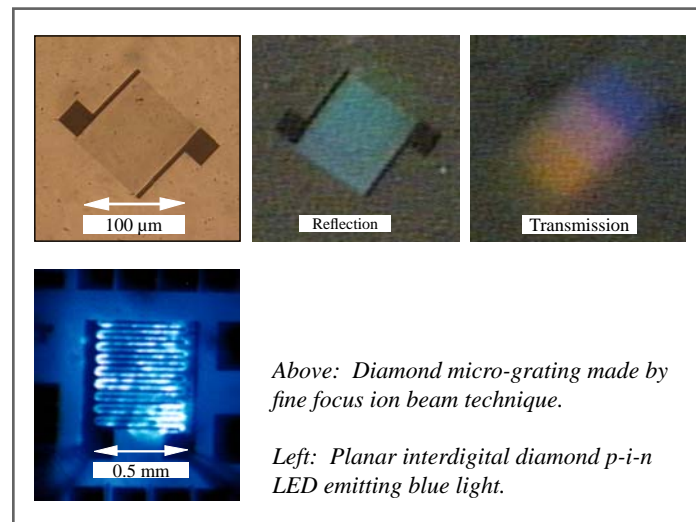 100 µm
Reflection
Transmission
0.5 mm
Above: Diamond micro-grating made by
fine focus ion beam technique.
Left: Planar interdigital diamond p-i-n
LED emitting blue light.